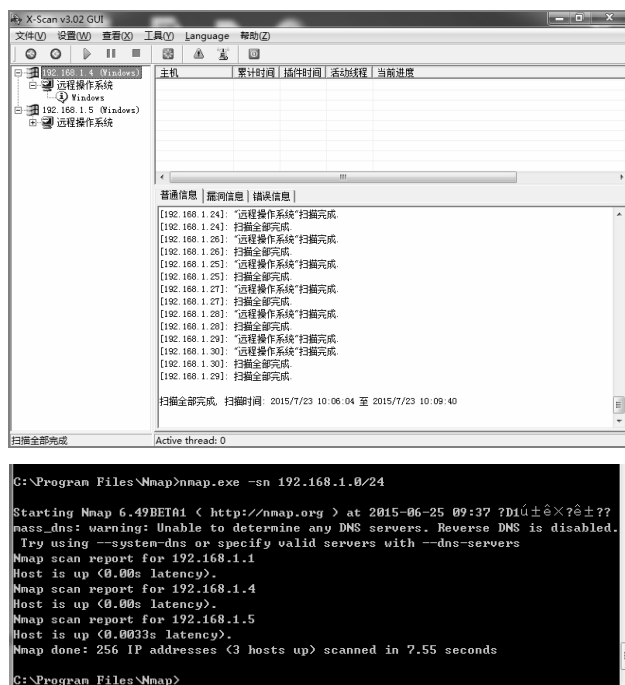 X-Scan v3.02 GUI
文件(V) 设置(W) 查看(X) 工具(Y) Language 帮助(Z)
192.168.1.4 (Windows)
远程操作系统
Windows
192.168.1.5 (Windows)
远程操作系统
主机 累计时间 插件时间 活动线程 当前进度
普通信息 漏洞信息 错误信息
[192.168.1.24]: "远程操作系统"扫描完成.
[192.168.1.24]: 扫描全部完成.
[192.168.1.26]: "远程操作系统"扫描完成.
[192.168.1.26]: 扫描全部完成.
[192.168.1.25]: "远程操作系统"扫描完成.
[192.168.1.25]: 扫描全部完成.
[192.168.1.27]: "远程操作系统"扫描完成.
[192.168.1.27]: 扫描全部完成.
[192.168.1.28]: "远程操作系统"扫描完成.
[192.168.1.28]: 扫描全部完成.
[192.168.1.29]: "远程操作系统"扫描完成.
[192.168.1.30]: "远程操作系统"扫描完成.
[192.168.1.30]: 扫描全部完成.
[192.168.1.29]: 扫描全部完成.
扫描全部完成, 扫描时间: 2015/7/23 10:06:04 至 2015/7/23 10:09:40
扫描全部完成 Active thread: 0
C:\Program Files\Nmap>nmap.exe -sn 192.168.1.0/24
Starting Nmap 6.49BETA1 ( http://nmap.org ) at 2015-06-25 09:37 ?D1ú±ê×?ê±??
mass_dns: warning: Unable to determine any DNS servers. Reverse DNS is disabled.
Try using --system-dns or specify valid servers with --dns-servers
Nmap scan report for 192.168.1.1
Host is up (0.00s latency).
Nmap scan report for 192.168.1.4
Host is up (0.00s latency).
Nmap scan report for 192.168.1.5
Host is up (0.0033s latency).
Nmap done: 256 IP addresses (3 hosts up) scanned in 7.55 seconds
C:\Program Files\Nmap>